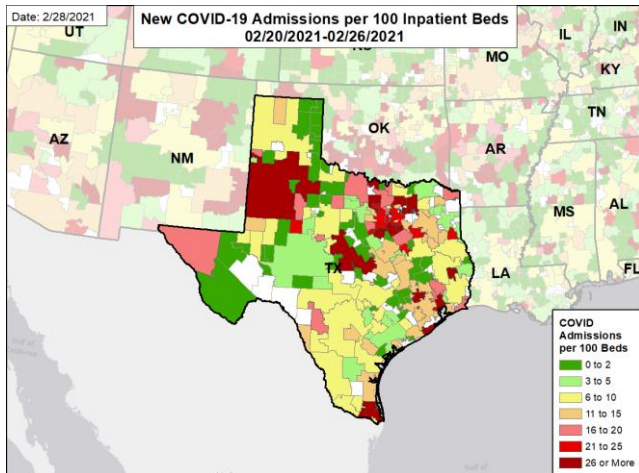 Date: 2/28/2021
New COVID-19 Admissions per 100 Inpatient Beds
02/20/2021-02/26/2021
UT
IL
IN
MO
KY
TN
AZ
NM
OK
AR
MS
AL
TX
LA
FL
COVID
Admissions
per 100 Beds
0 to 2
3 to 5
6 to 10
11 to 15
16 to 20
21 to 25
26 or More